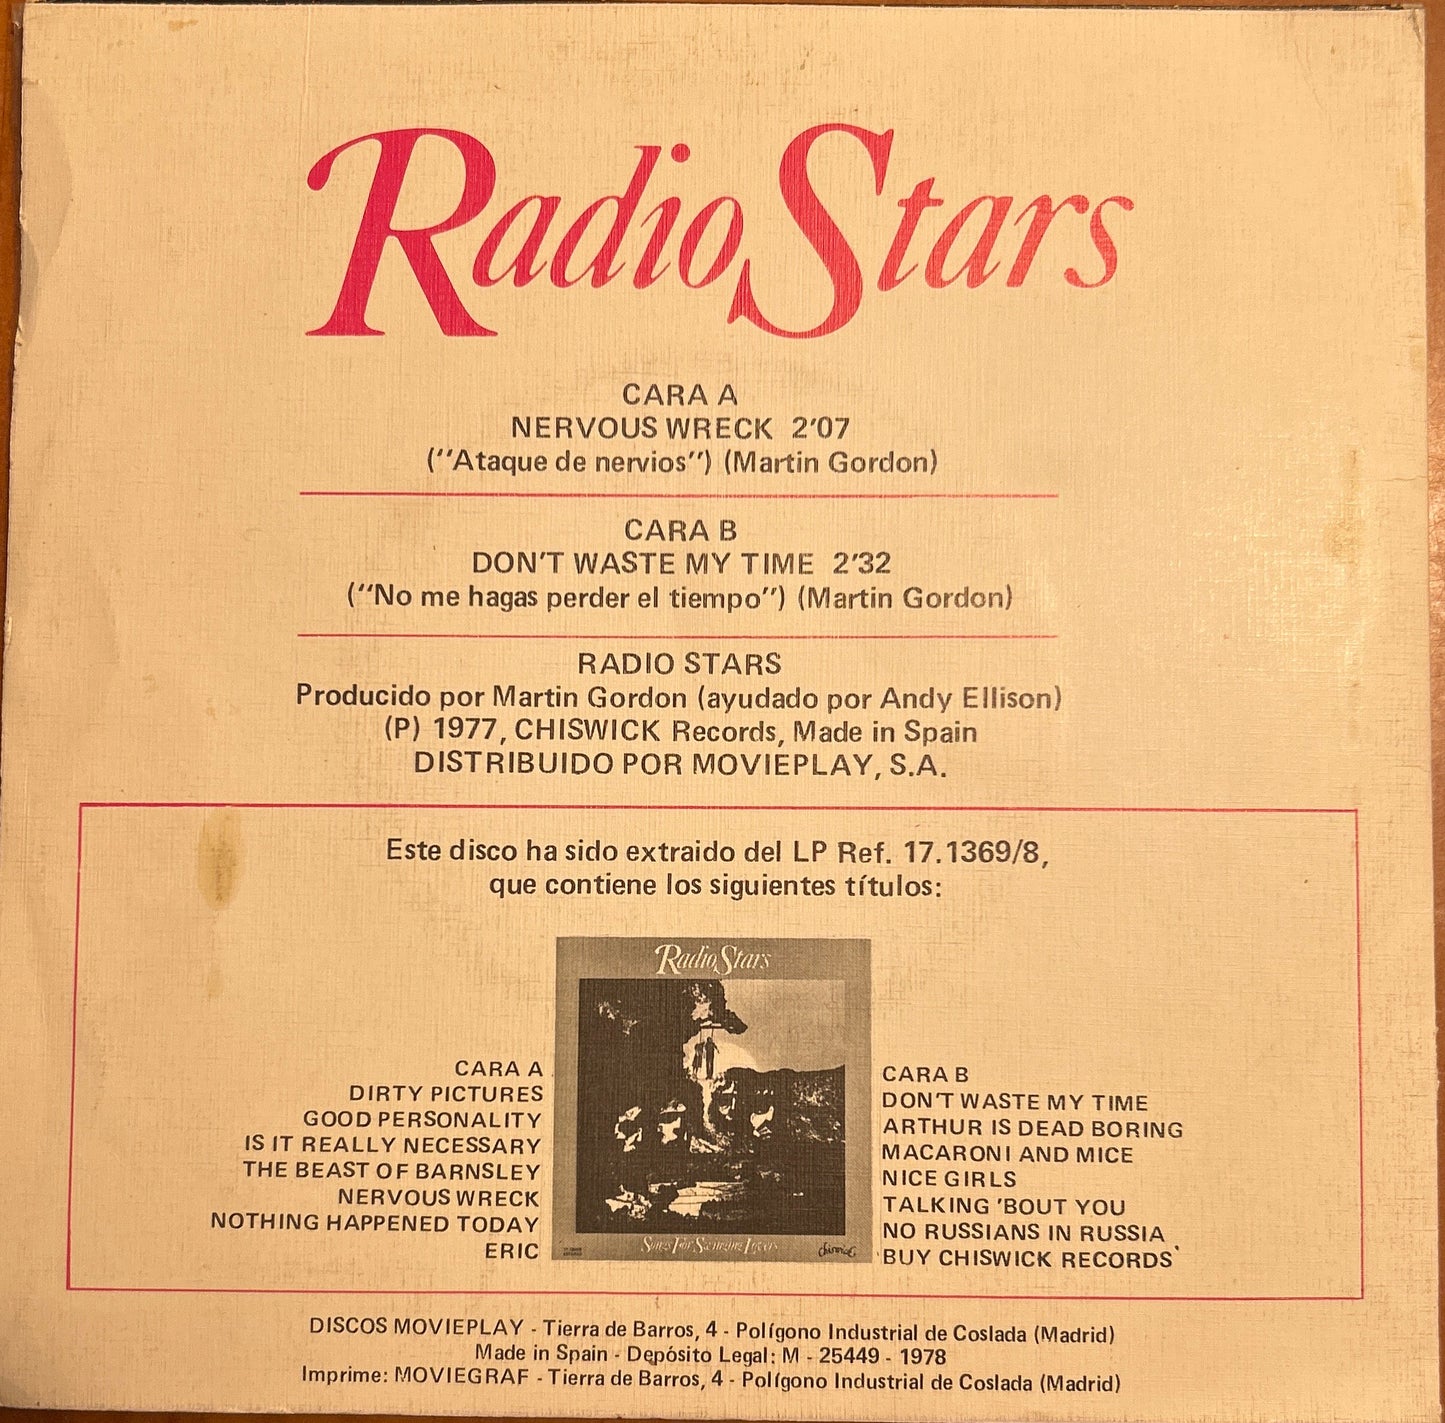 Radio Stars
CARA A
NERVOUS WRECK 2'07
(''Ataque de nervios'') (Martin Gordon)
CARA B
DON'T WASTE MY TIME 2'32
(''No me hagas perder el tiempo'') (Martin Gordon)
RADIO STARS
Producido por Martin Gordon (ayudado por Andy Ellison)
(P) 1977, CHISWICK Records, Made in Spain
DISTRIBUIDO POR MOVIEPLAY, S.A.
Este disco ha sido extraido del LP Ref. 17.1369/8,
que contiene los siguientes títulos:
Radio Stars
Songs For Swinging Lovers
chiswick
CARA A
DIRTY PICTURES
GOOD PERSONALITY
IS IT REALLY NECESSARY
THE BEAST OF BARNSLEY
NERVOUS WRECK
NOTHING HAPPENED TODAY
ERIC
CARA B
DON'T WASTE MY TIME
ARTHUR IS DEAD BORING
MACARONI AND MICE
NICE GIRLS
TALKING 'BOUT YOU
NO RUSSIANS IN RUSSIA
'BUY CHISWICK RECORDS'
DISCOS MOVIEPLAY - Tierra de Barros, 4 - Polígono Industrial de Coslada (Madrid)
Made in Spain - Depósito Legal: M - 25449 - 1978
Imprime: MOVIEGRAF - Tierra de Barros, 4 - Polígono Industrial de Coslada (Madrid)